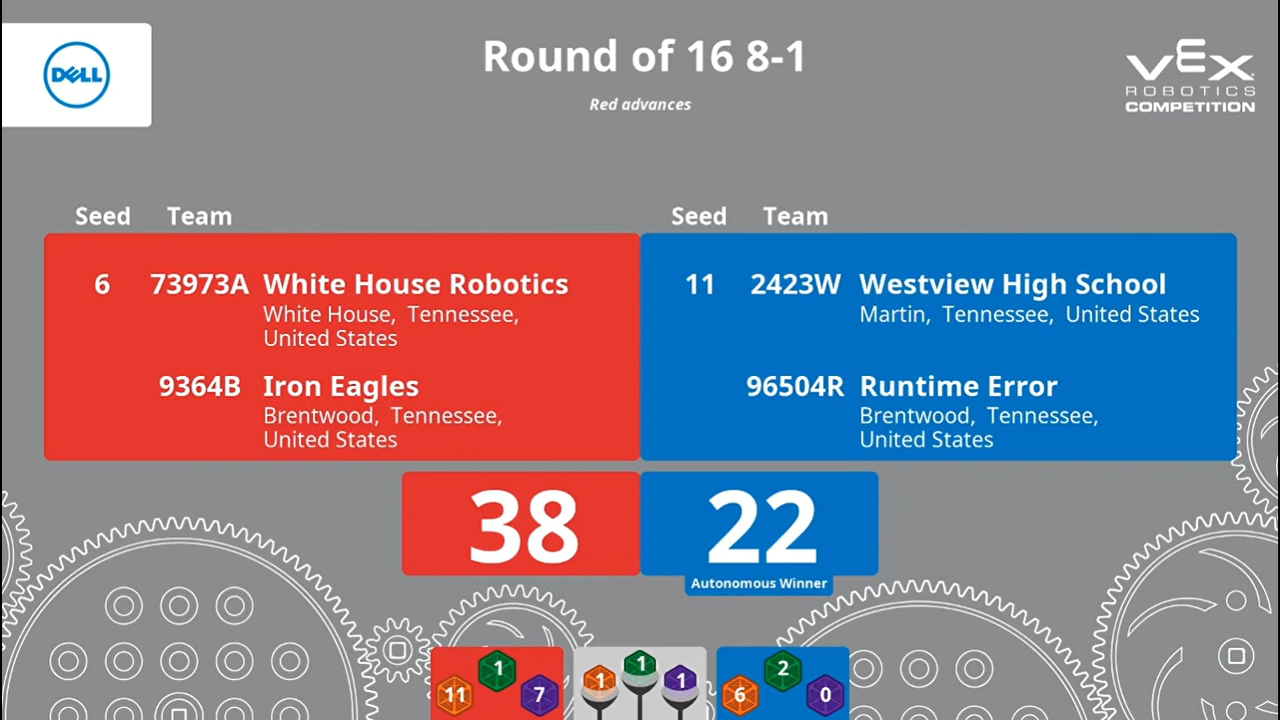 DELL
Round of 16 8-1
Red advances
VEX
ROBOTICS
COMPETITION
Seed Team
Seed Team
6 73973A White House Robotics
White House, Tennessee,
United States
9364B Iron Eagles
Brentwood, Tennessee,
United States
11 2423W Westview High School
Martin, Tennessee, United States
96504R Runtime Error
Brentwood, Tennessee,
United States
38
22
Autonomous Winner
1
11 7
1
1 1
2
6 0